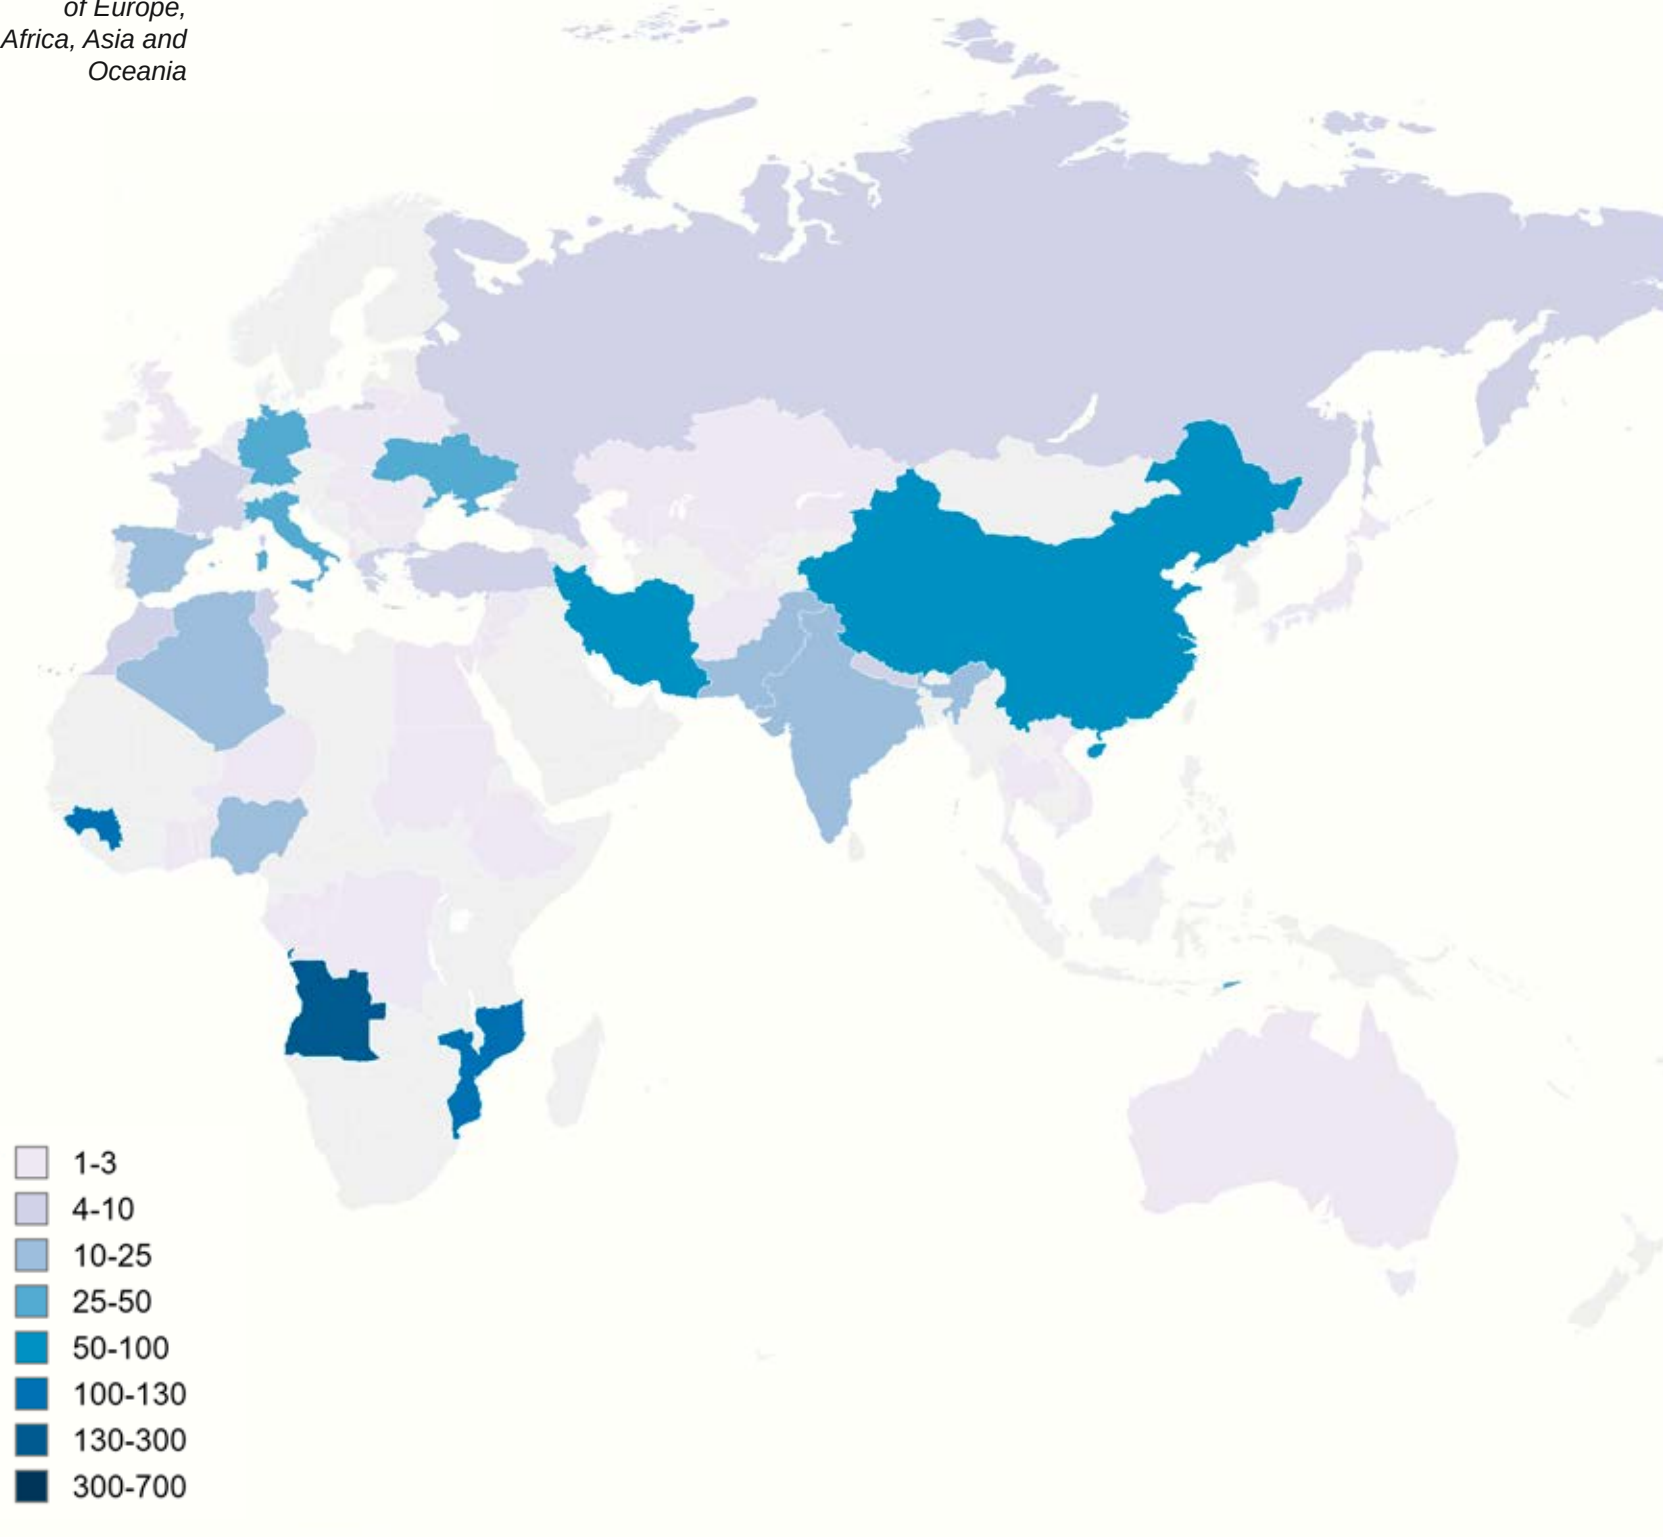 of Europe,
Africa, Asia and
Oceania
1-3
4-10
10-25
25-50
50-100
100-130
130-300
300-700